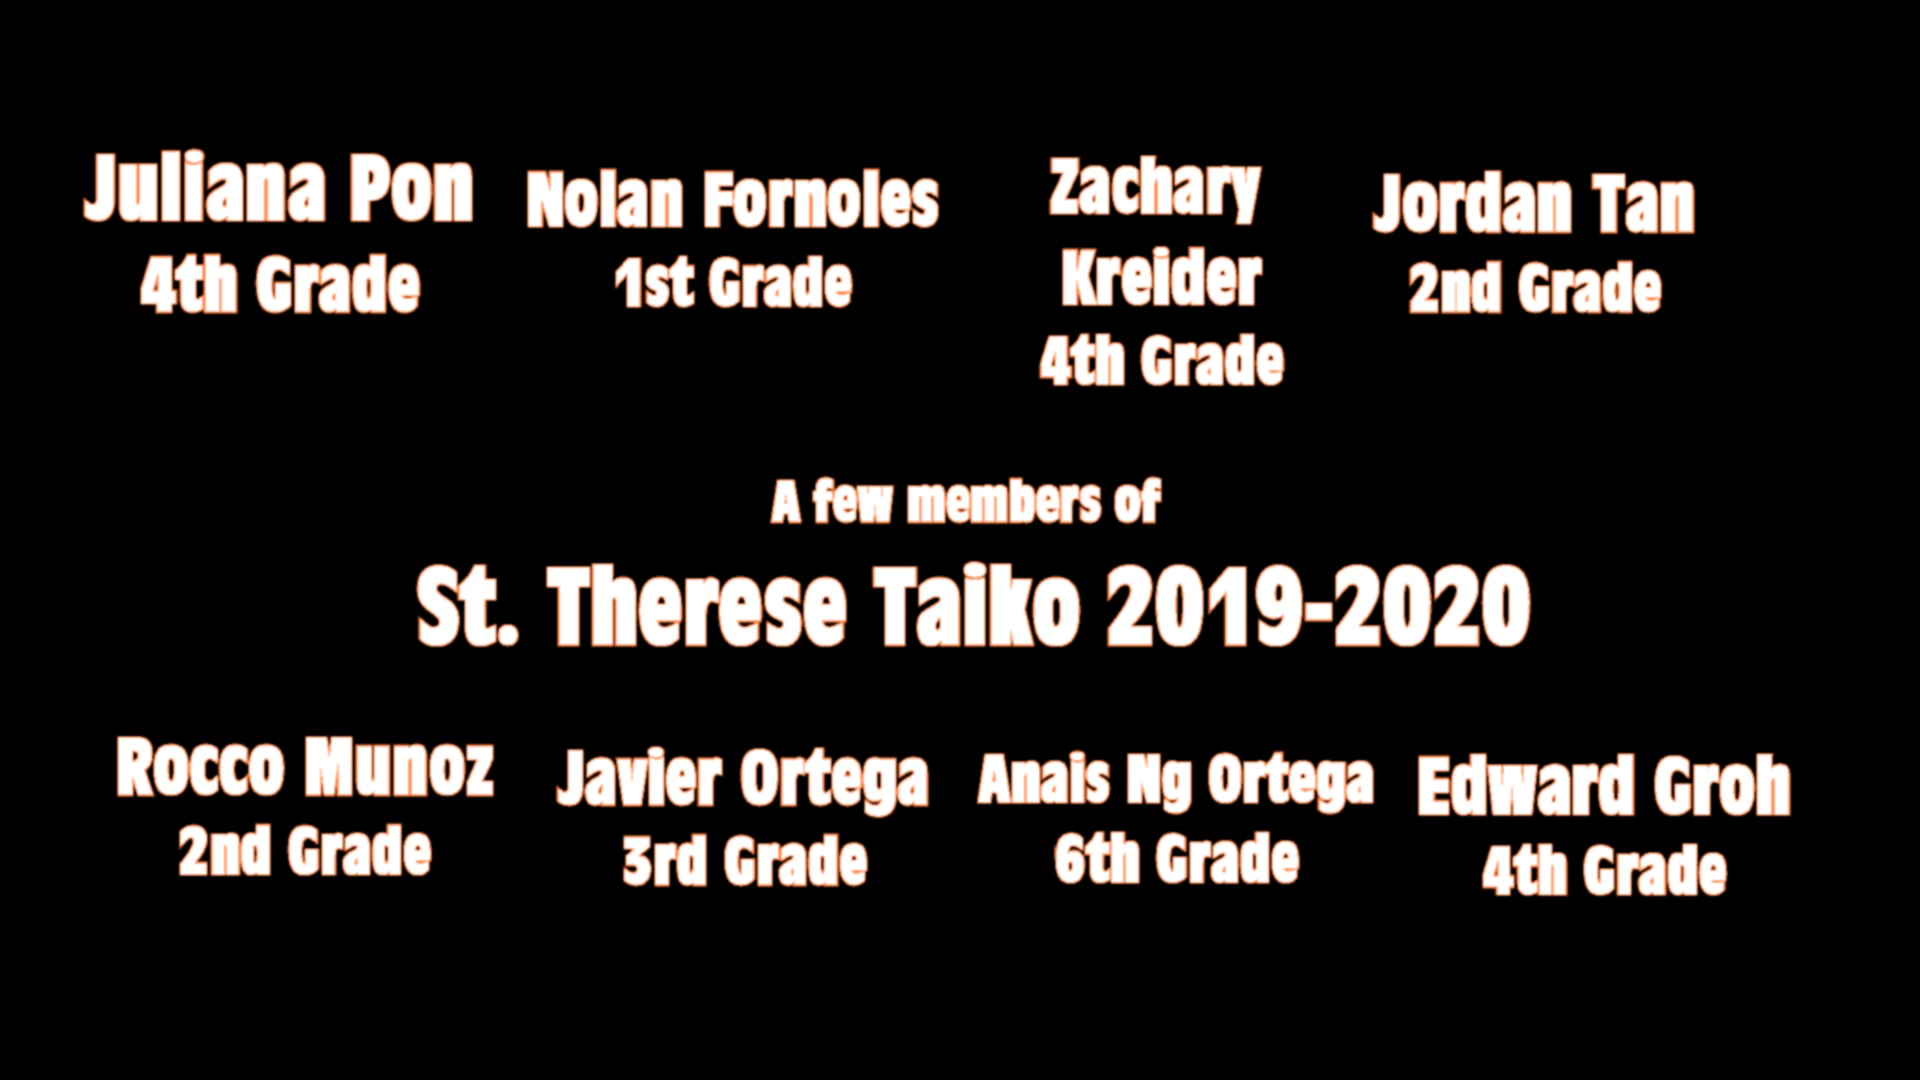 Juliana Pon
4th Grade
Nolan Fornoles
1st Grade
Zachary
Kreider
4th Grade
Jordan Tan
2nd Grade
A few members of
St. Therese Taiko 2019-2020
Rocco Munoz
2nd Grade
Javier Ortega
3rd Grade
Anais Ng Ortega
6th Grade
Edward Groh
4th Grade